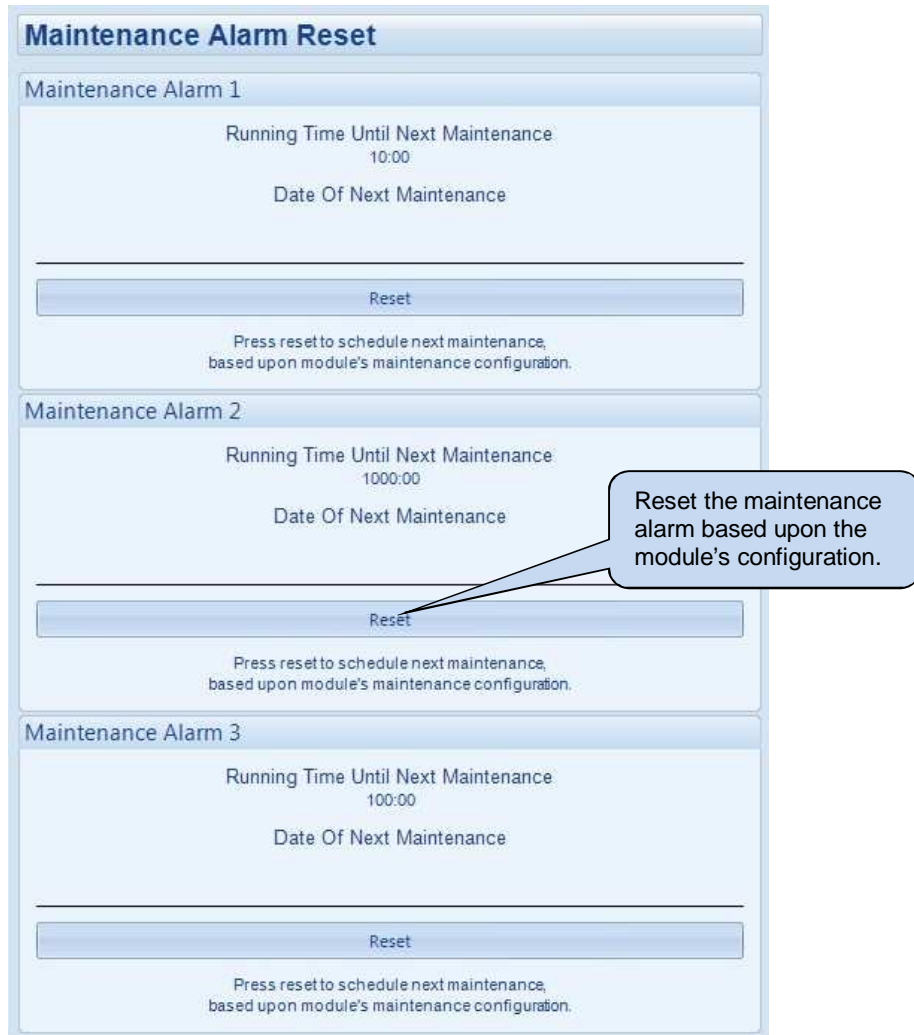 Maintenance Alarm Reset
Maintenance Alarm 1
Running Time Until Next Maintenance
10:00
Date Of Next Maintenance
Reset
Press reset to schedule next maintenance,
based upon module's maintenance configuration.
Maintenance Alarm 2
Running Time Until Next Maintenance
1000:00
Date Of Next Maintenance
Reset the maintenance
alarm based upon the
module’s configuration.
Reset
Press reset to schedule next maintenance,
based upon module's maintenance configuration.
Maintenance Alarm 3
Running Time Until Next Maintenance
100:00
Date Of Next Maintenance
Reset
Press reset to schedule next maintenance,
based upon module's maintenance configuration.